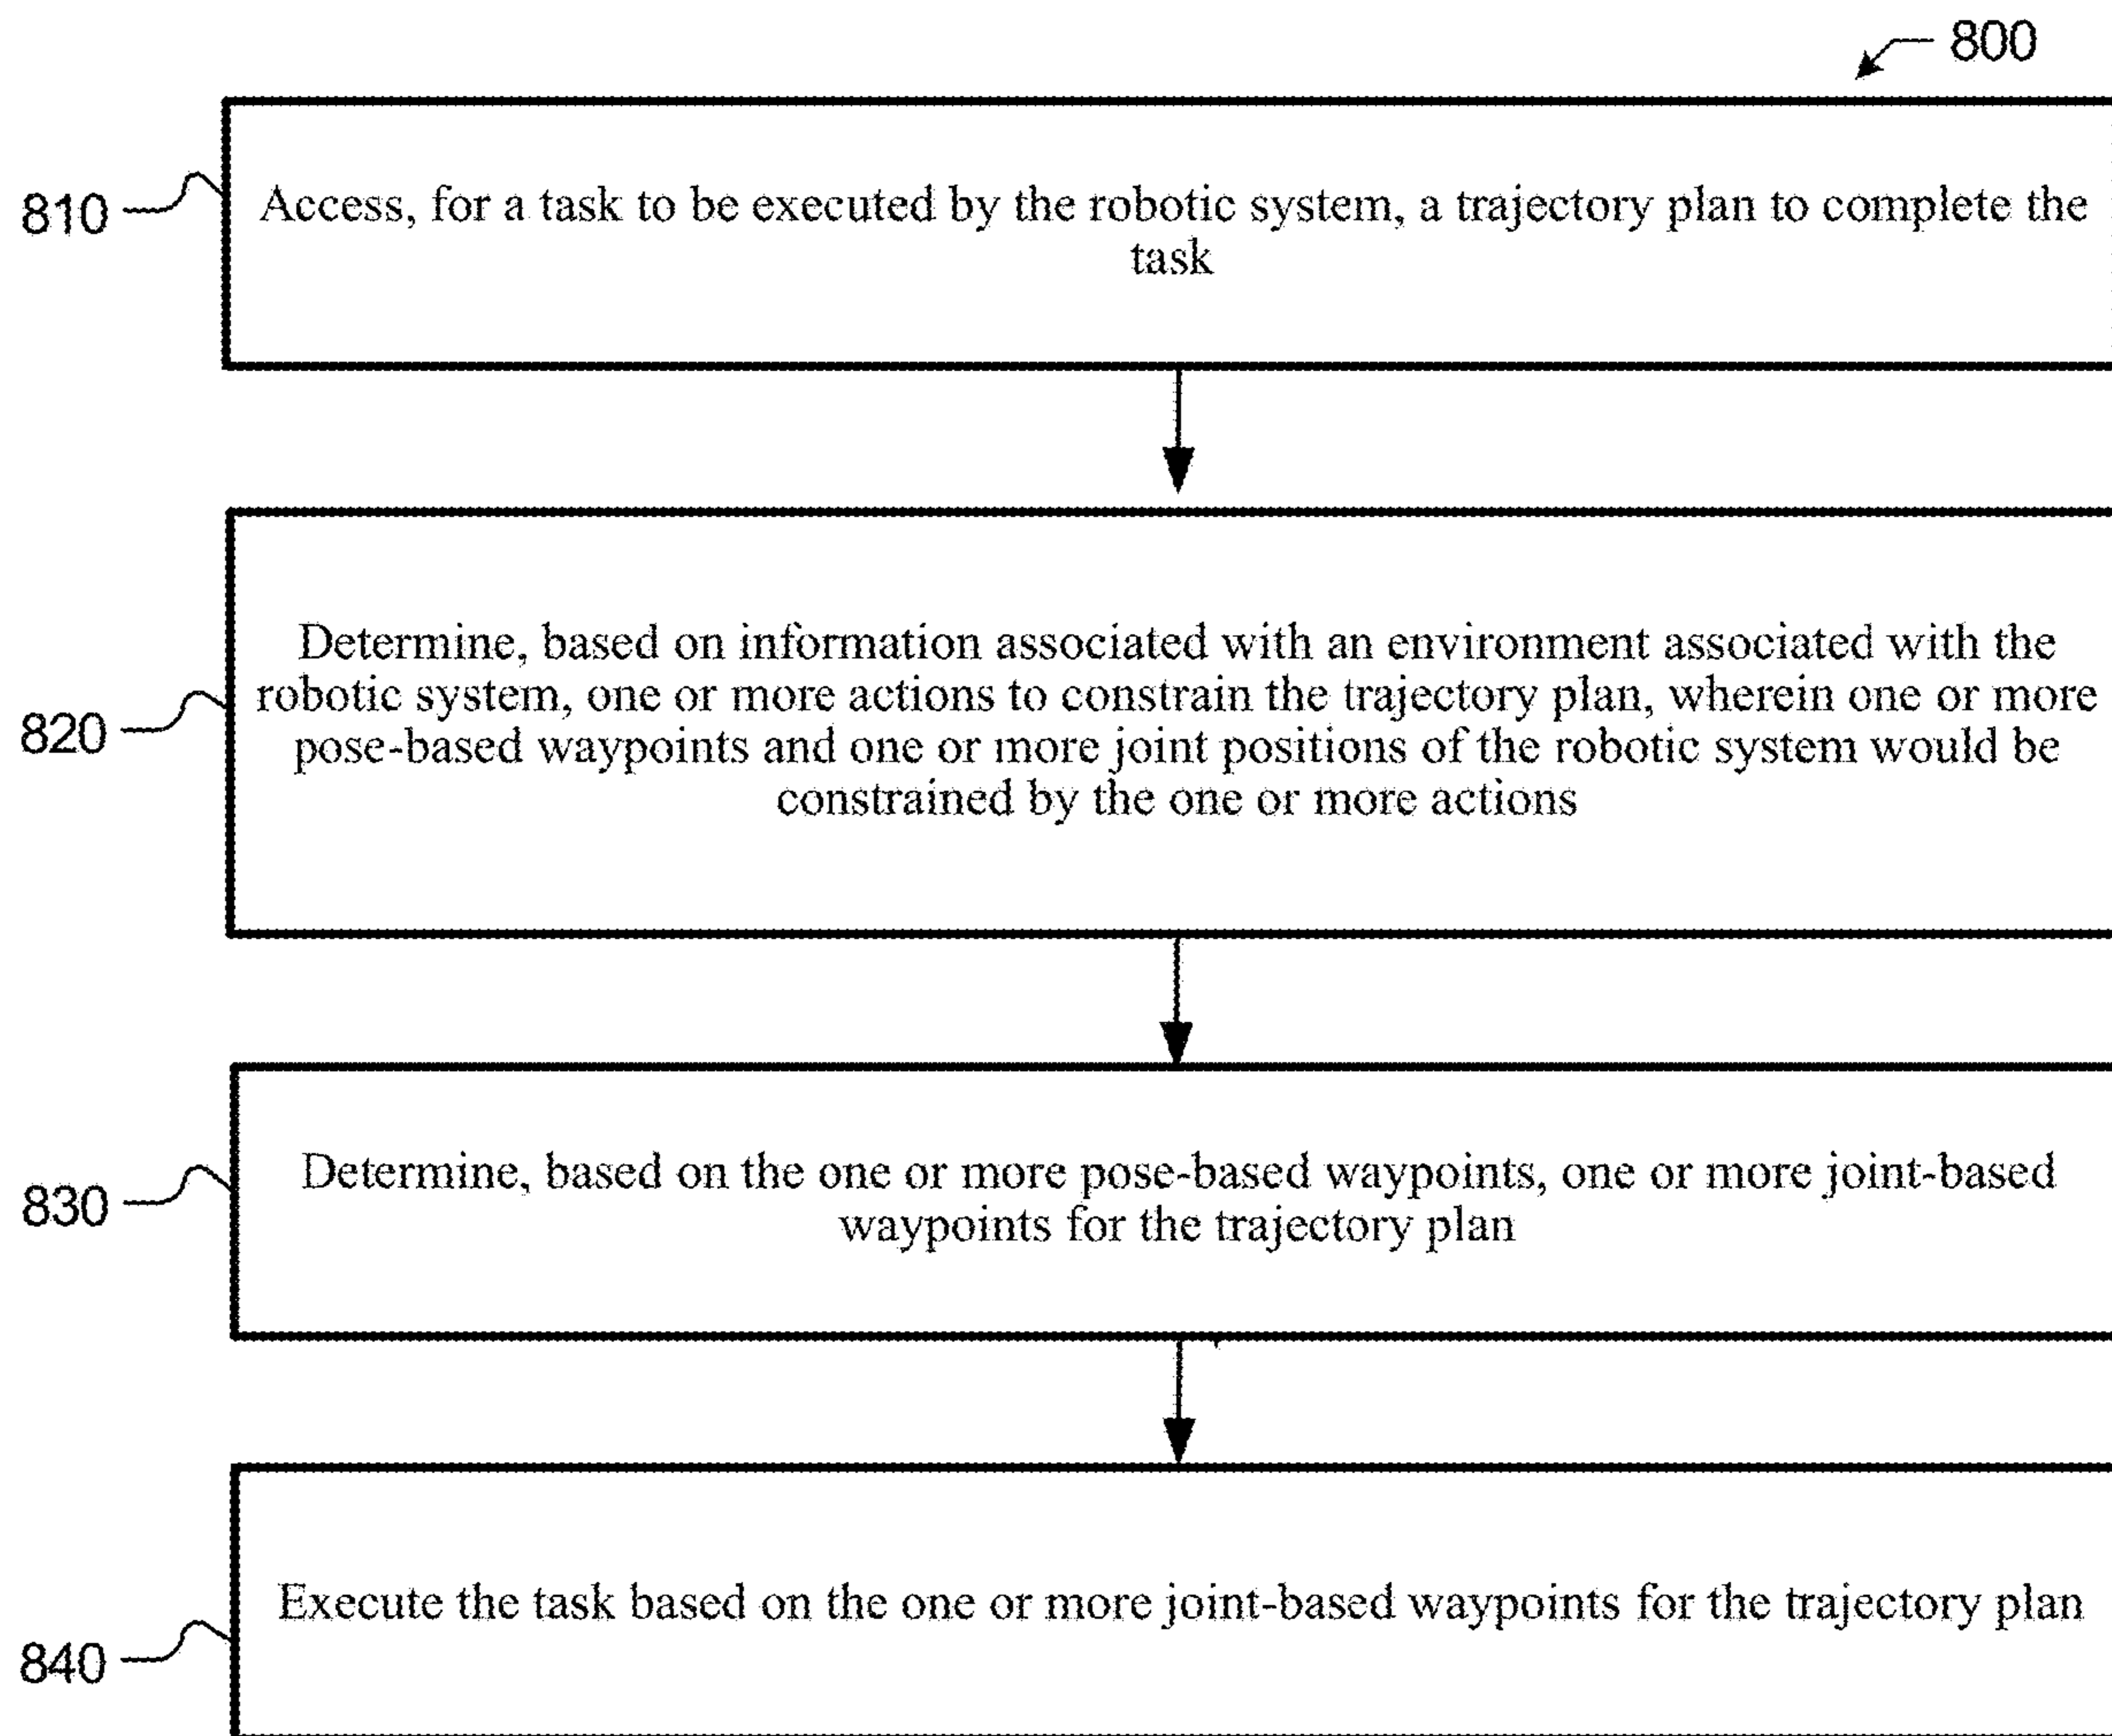 800
810
Access, for a task to be executed by the robotic system, a trajectory plan to complete the
task
820
Determine, based on information associated with an environment associated with the
robotic system, one or more actions to constrain the trajectory plan, wherein one or more
pose-based waypoints and one or more joint positions of the robotic system would be
constrained by the one or more actions
830
Determine, based on the one or more pose-based waypoints, one or more joint-based
waypoints for the trajectory plan
840
Execute the task based on the one or more joint-based waypoints for the trajectory plan